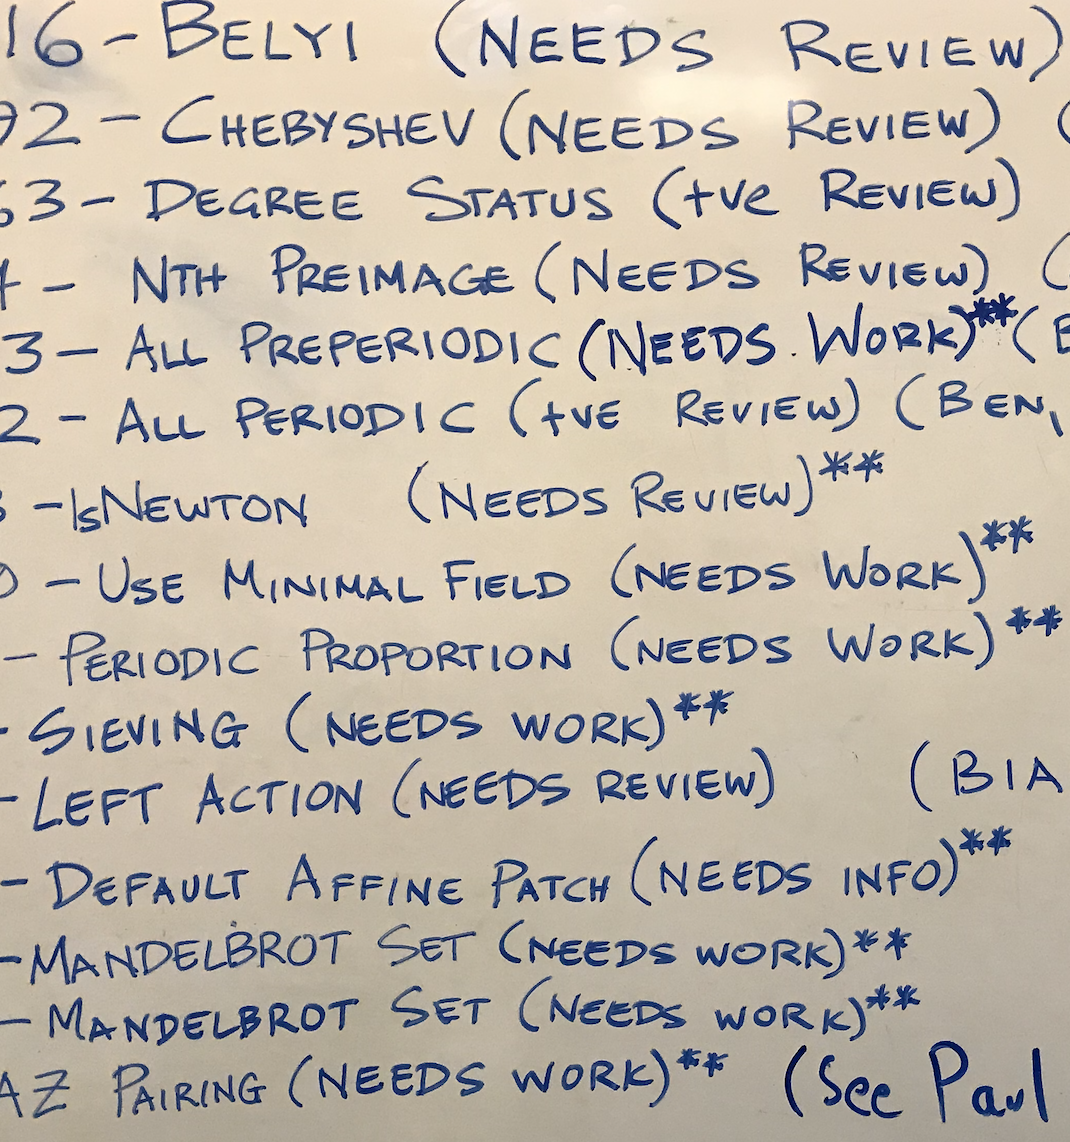 16 - BELYI (NEEDS REVIEW)
92 - CHEBYSHEV (NEEDS REVIEW) (
63 - DEGREE STATUS (+VE REVIEW)
- NTH PREIMAGE (NEEDS REVIEW) (
3 - ALL PREPERIODIC (NEEDS WORK)** (B
2 - ALL PERIODIC (+VE REVIEW) (BEN,
- IsNEWTON (NEEDS REVIEW)**
0 - USE MINIMAL FIELD (NEEDS WORK)**
- PERIODIC PROPORTION (NEEDS WORK)**
- SIEVING (NEEDS WORK)**
- LEFT ACTION (NEEDS REVIEW) (BIA
- DEFAULT AFFINE PATCH (NEEDS INFO)**
- MANDELBROT SET (NEEDS WORK)**
- MANDELBROT SET (NEEDS WORK)**
AZ PAIRING (NEEDS WORK)** (See Paul